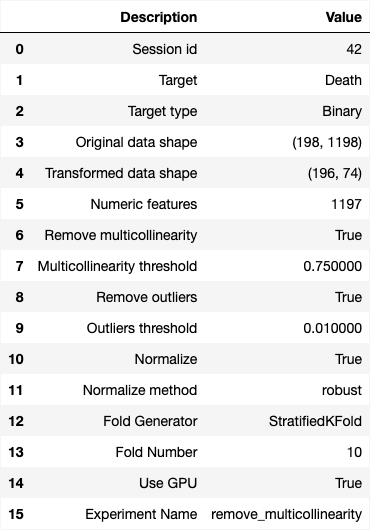 Description Value
0 Session id 42
1 Target Death
2 Target type Binary
3 Original data shape (198, 1198)
4 Transformed data shape (196, 74)
5 Numeric features 1197
6 Remove multicollinearity True
7 Multicollinearity threshold 0.750000
8 Remove outliers True
9 Outliers threshold 0.010000
10 Normalize True
11 Normalize method robust
12 Fold Generator StratifiedKFold
13 Fold Number 10
14 Use GPU True
15 Experiment Name remove_multicollinearity